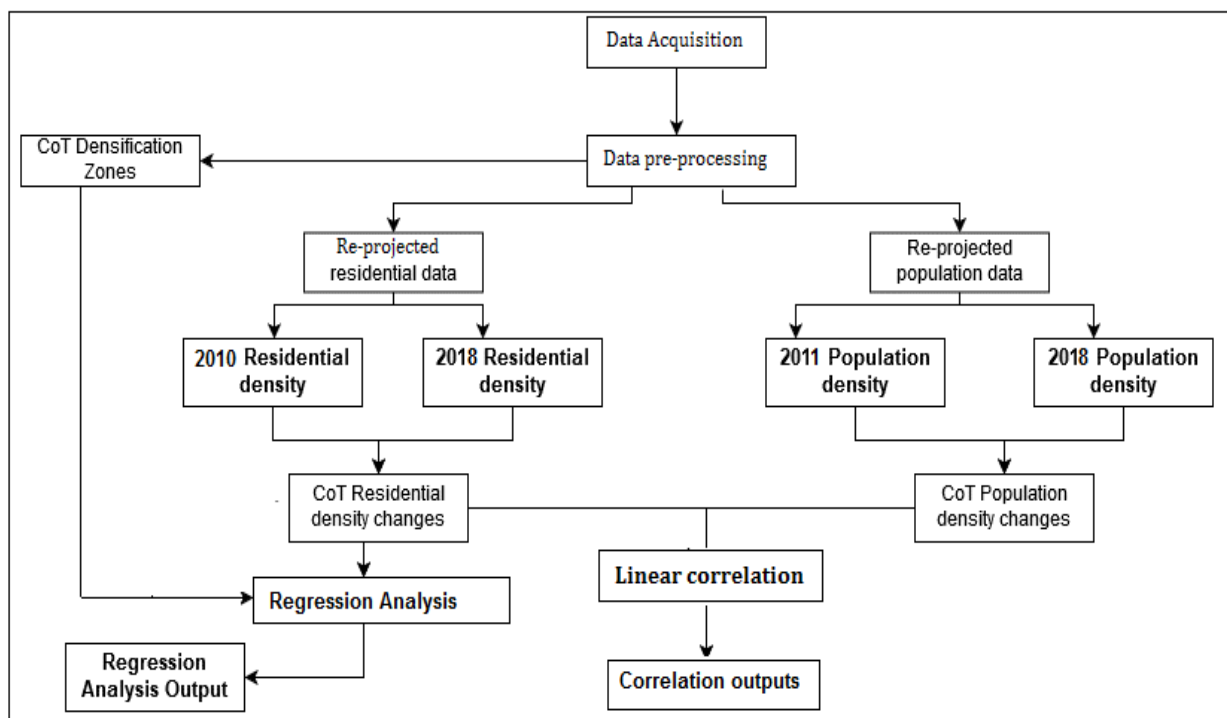 Data Acquisition
CoT Densification
Zones
Data pre-processing
Re-projected
residential data
Re-projected
population data
2010 Residential
density
2018 Residential
density
2011 Population
density
2018 Population
density
CoT Residential
density changes
CoT Population
density changes
Linear correlation
Regression Analysis
Regression
Analysis Output
Correlation outputs